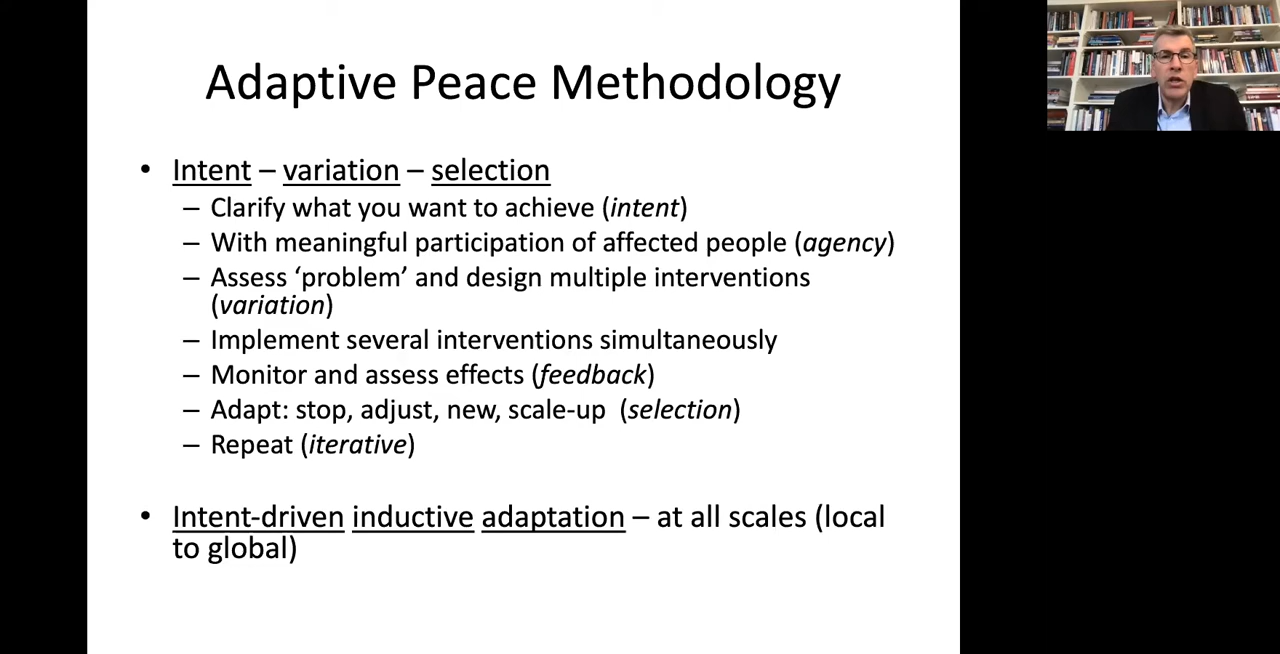 Adaptive Peace Methodology
• Intent – variation – selection
– Clarify what you want to achieve (intent)
– With meaningful participation of affected people (agency)
– Assess ‘problem’ and design multiple interventions
(variation)
– Implement several interventions simultaneously
– Monitor and assess effects (feedback)
– Adapt: stop, adjust, new, scale-up  (selection)
– Repeat (iterative)
• Intent-driven inductive adaptation – at all scales (local
to global)